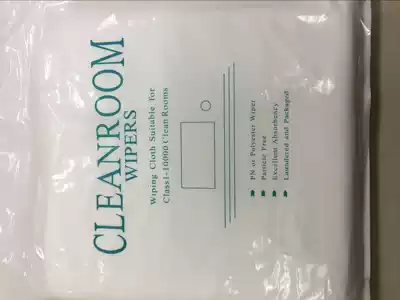 CLEANROOM
WIPERS
Wiping Cloth Suitable for
Class1-10000 Clean Rooms
PN or Polyester Wiper
Particle Free
Excellent Absorbency
Laundered and Packaged